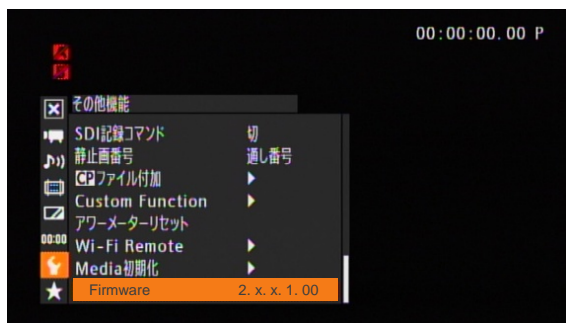 00:00:00.00 P
その他機能
SDI記録コマンド 切
静止画番号 通し番号
CPファイル付加
Custom Function
アワーメーターリセット
00:00
Wi-Fi Remote
Media初期化
Firmware 2. x. x. 1. 00